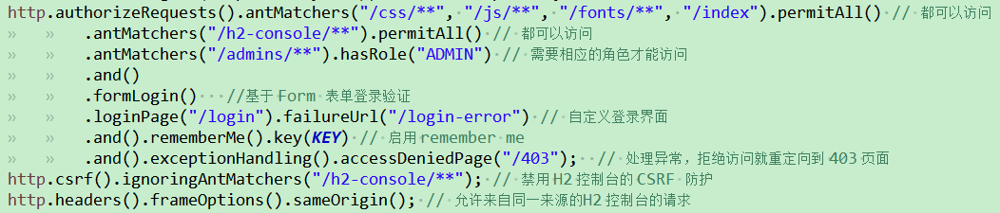 http.authorizeRequests().antMatchers("/css/**", "/js/**", "/fonts/**", "/index").permitAll() // 都可以访问
.antMatchers("/h2-console/**").permitAll() // 都可以访问
.antMatchers("/admins/**").hasRole("ADMIN") // 需要相应的角色才能访问
.and()
.formLogin() //基于 Form 表单登录验证
.loginPage("/login").failureUrl("/login-error") // 自定义登录界面
.and().rememberMe().key(KEY) // 启用 remember me
.and().exceptionHandling().accessDeniedPage("/403"); // 处理异常，拒绝访问就重定向到 403 页面
http.csrf().ignoringAntMatchers("/h2-console/**"); // 禁用 H2 控制台的 CSRF 防护
http.headers().frameOptions().sameOrigin(); // 允许来自同一来源的H2 控制台的请求